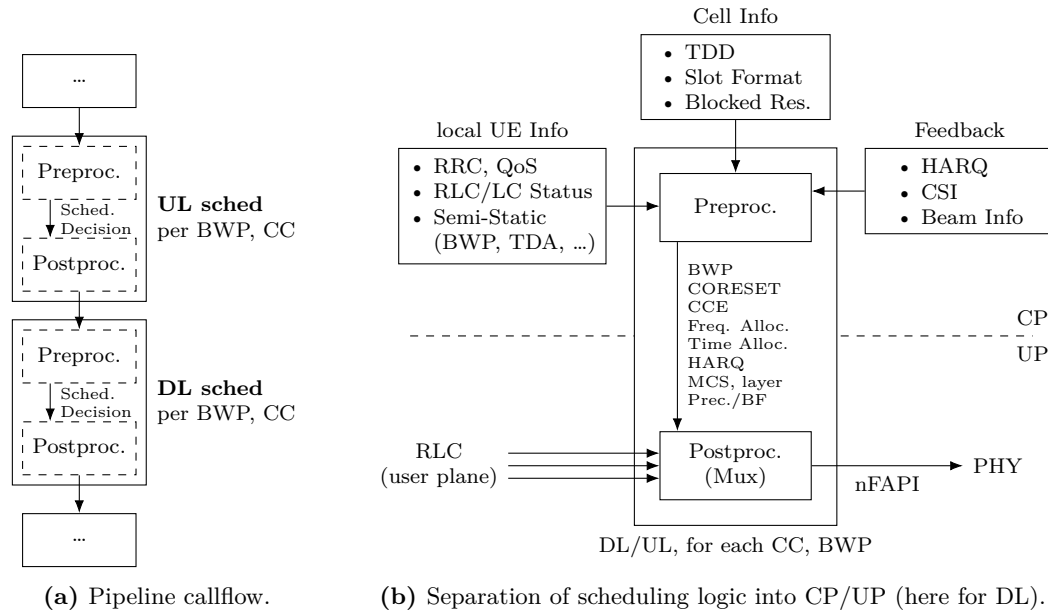 ...
Preproc.
Sched.
Decision
Postproc.
UL sched
per BWP, CC
Preproc.
Sched.
Decision
Postproc.
DL sched
per BWP, CC
...
(a) Pipeline callflow.
Cell Info
• TDD
• Slot Format
• Blocked Res.
local UE Info
• RRC, QoS
• RLC/LC Status
• Semi-Static
(BWP, TDA, ...)
Preproc.
Feedback
• HARQ
• CSI
• Beam Info
BWP
CORESET
CCE
Freq. Alloc.
Time Alloc.
HARQ
MCS, layer
Prec./BF
CP
UP
RLC
(user plane)
Postproc.
(Mux)
nFAPI
PHY
DL/UL, for each CC, BWP
(b) Separation of scheduling logic into CP/UP (here for DL).